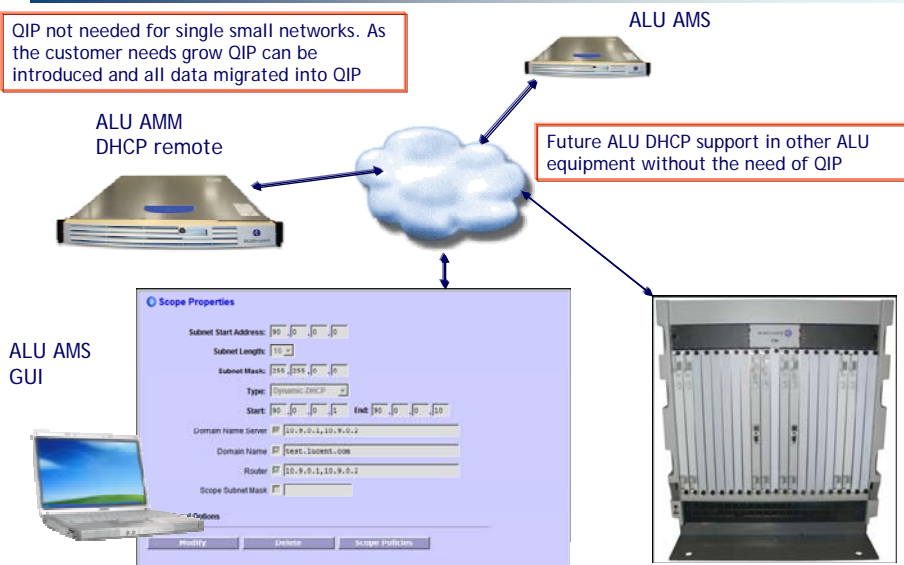 QIP not needed for single small networks. As
the customer needs grow QIP can be
introduced and all data migrated into QIP
ALU AMS
ALU AMM
DHCP remote
Future ALU DHCP support in other ALU
equipment without the need of QIP
ALU AMS
GUI
Scope Properties
Subnet Start Address: 90 .0 .0 .0
Subnet Length: 16
Subnet Mask: 255 .255 .0 .0
Type: Dynamic-DHCP
Start: 90 .0 .0 .1 End: 90 .0 .0 .10
Domain Name Server 10.9.0.1,10.9.0.2
Domain Name test.lucent.com
Router 10.9.0.1,10.9.0.2
Scope Subnet Mask
Options
Modify Delete Scope Policies